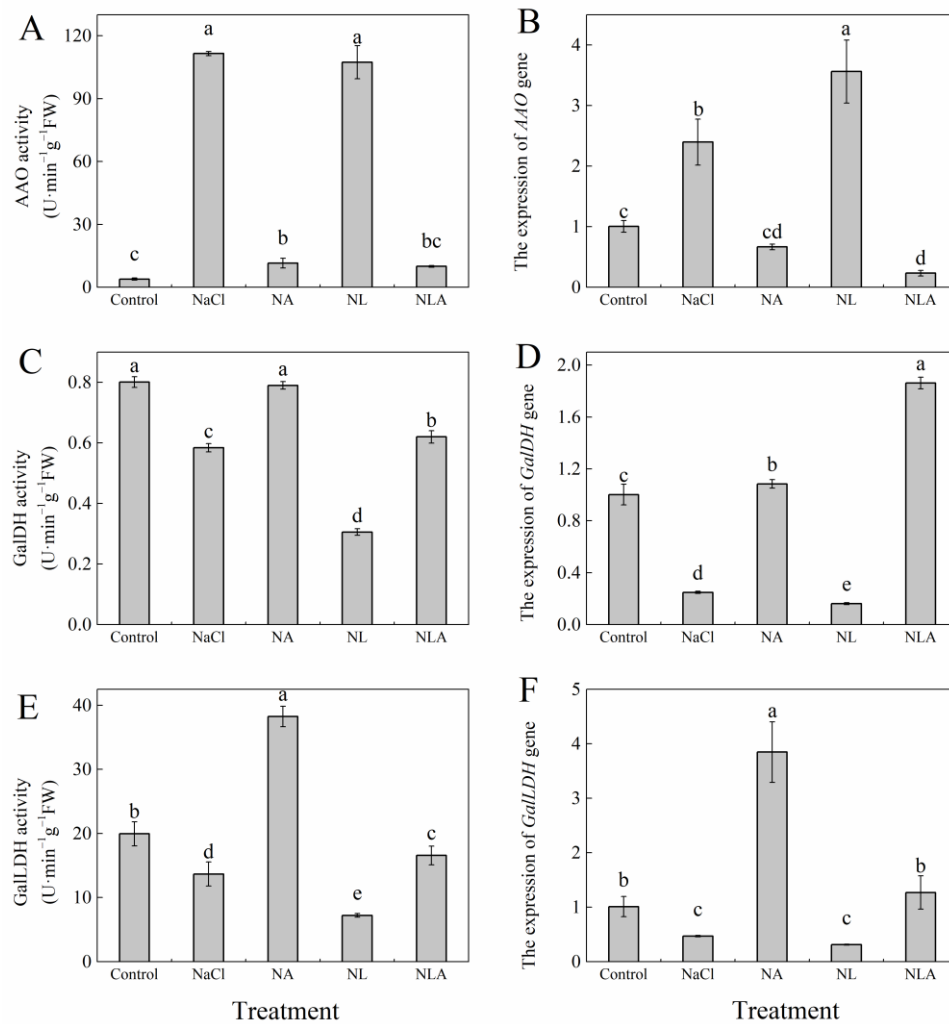 A
AAO activity
(U·min⁻¹g⁻¹FW)
120
90
60
30
0
c
a
b
a
bc
Control NaCl NA NL NLA
B
The expression of AAO gene
4
3
2
1
0
c
b
cd
a
d
Control NaCl NA NL NLA
C
GalDH activity
(U·min⁻¹g⁻¹FW)
0.8
0.6
0.4
0.2
0.0
a
c
a
d
b
Control NaCl NA NL NLA
D
The expression of GalDH gene
2.0
1.6
1.2
0.8
0.4
0.0
c
d
b
e
a
Control NaCl NA NL NLA
E
GalLDH activity
(U·min⁻¹g⁻¹FW)
40
30
20
10
0
b
d
a
e
c
Control NaCl NA NL NLA
Treatment
F
The expression of GalLDH gene
5
4
3
2
1
0
b
c
a
c
b
Control NaCl NA NL NLA
Treatment